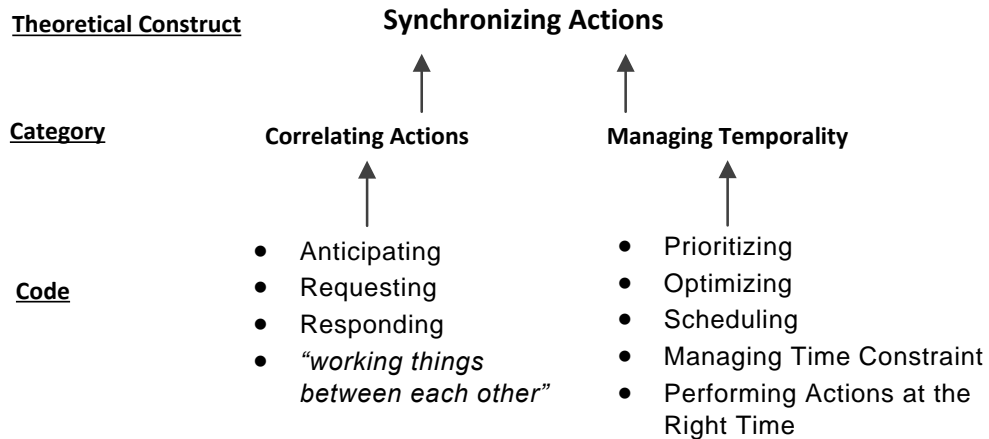 Theoretical Construct
Synchronizing Actions
Category
Correlating Actions
Managing Temporality
Code
● Anticipating
● Requesting
● Responding
● “working things
between each other”
● Prioritizing
● Optimizing
● Scheduling
● Managing Time Constraint
● Performing Actions at the
Right Time